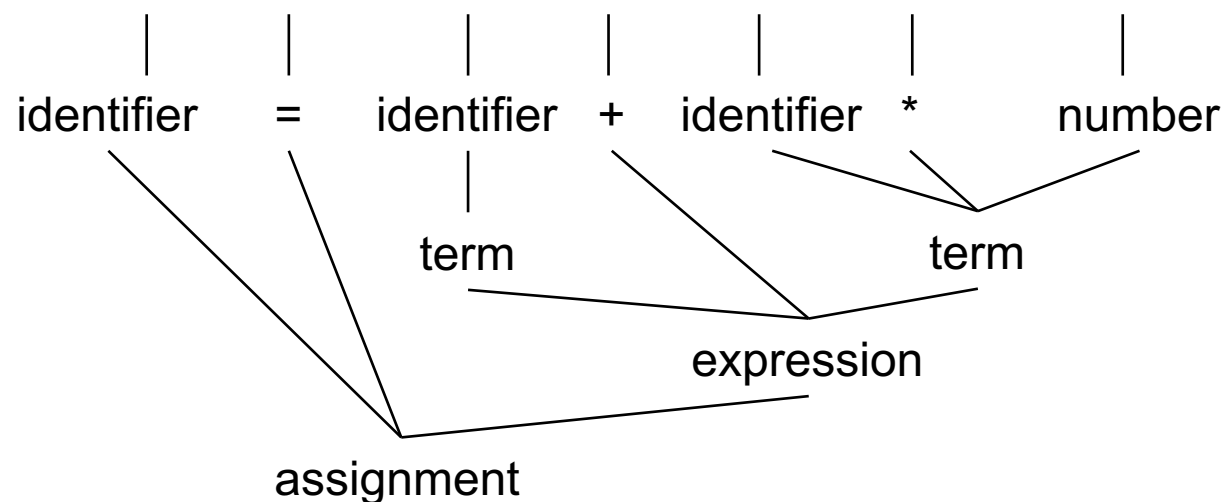 identifier = identifier + identifier * number
term term
expression
assignment